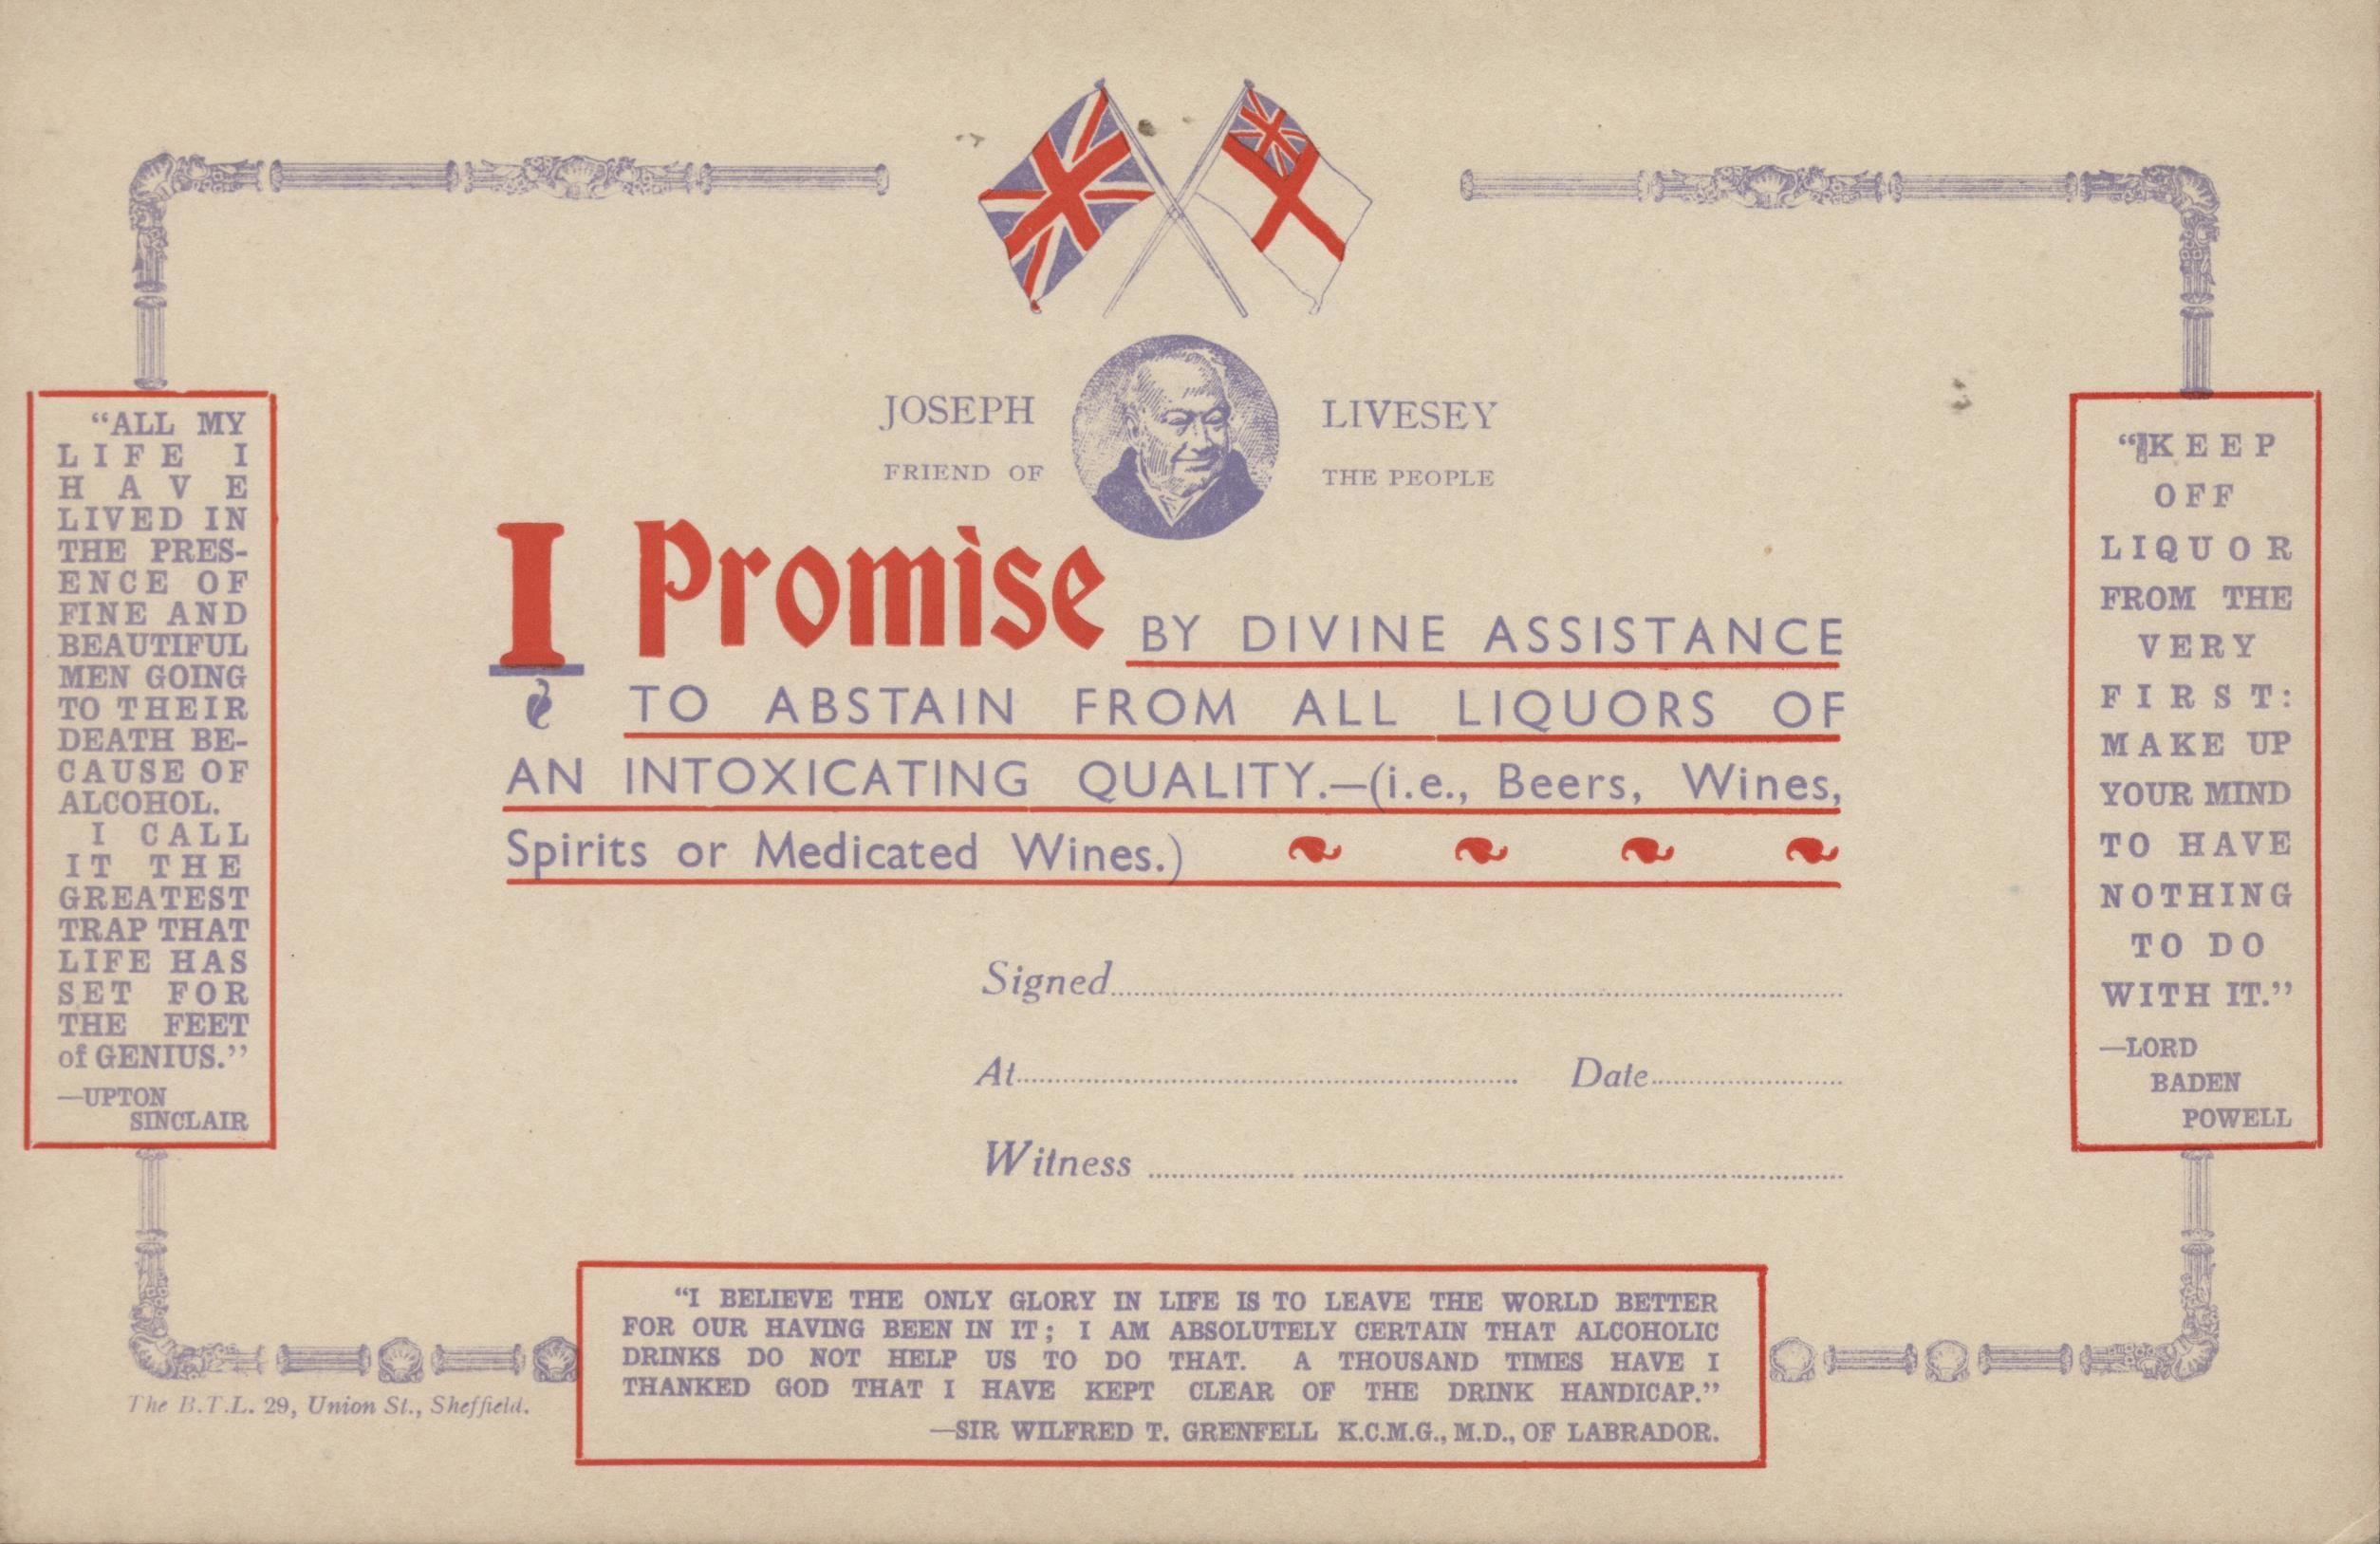 JOSEPH LIVESEY
FRIEND OF THE PEOPLE
I Promise BY DIVINE ASSISTANCE
TO ABSTAIN FROM ALL LIQUORS OF
AN INTOXICATING QUALITY.—(i.e., Beers, Wines,
Spirits or Medicated Wines.)
Signed
At Date
Witness
“ALL MY
LIFE I
HAVE
LIVED IN
THE PRES-
ENCE OF
FINE AND
BEAUTIFUL
MEN GOING
TO THEIR
DEATH BE-
CAUSE OF
ALCOHOL.
I CALL
IT THE
GREATEST
TRAP THAT
LIFE HAS
SET FOR
THE FEET
of GENIUS.”
—UPTON
SINCLAIR
“KEEP
OFF
LIQUOR
FROM THE
VERY
FIRST:
MAKE UP
YOUR MIND
TO HAVE
NOTHING
TO DO
WITH IT.”
—LORD
BADEN
POWELL
“I BELIEVE THE ONLY GLORY IN LIFE IS TO LEAVE THE WORLD BETTER
FOR OUR HAVING BEEN IN IT; I AM ABSOLUTELY CERTAIN THAT ALCOHOLIC
DRINKS DO NOT HELP US TO DO THAT. A THOUSAND TIMES HAVE I
THANKED GOD THAT I HAVE KEPT CLEAR OF THE DRINK HANDICAP.”
—SIR WILFRED T. GRENFELL K.C.M.G., M.D., OF LABRADOR.
The B.T.L. 29, Union St., Sheffield.